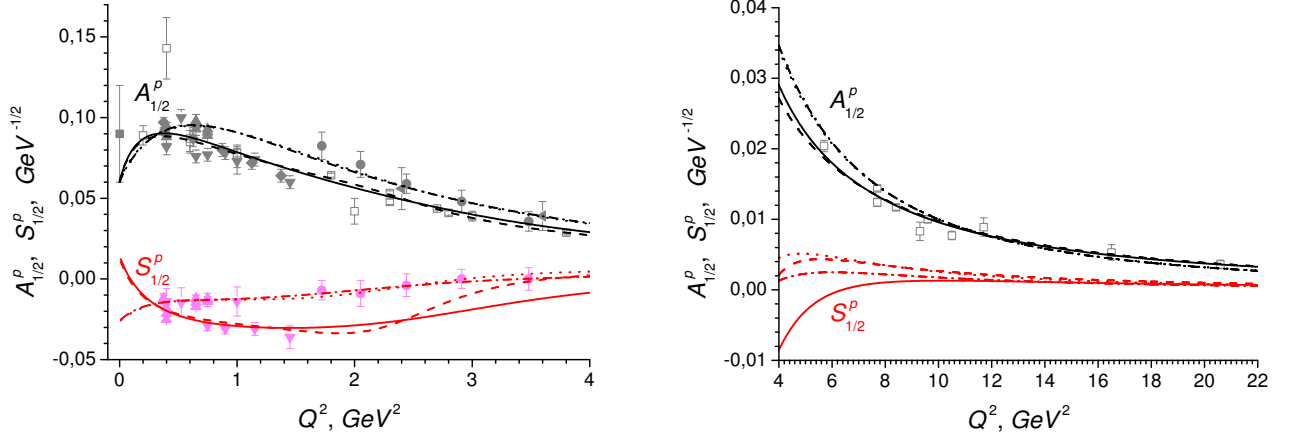 0,15
0,10
0,05
0,00
-0,05
A^p_{1/2}, S^p_{1/2}, GeV^{-1/2}
A^p_{1/2}
S^p_{1/2}
0 1 2 3 4
Q^2, GeV^2
0,04
0,03
0,02
0,01
0,00
-0,01
A^p_{1/2}, S^p_{1/2}, GeV^{-1/2}
A^p_{1/2}
S^p_{1/2}
4 6 8 10 12 14 16 18 20 22
Q^2, GeV^2